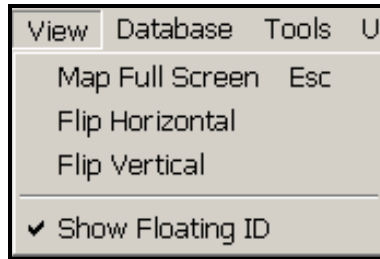 View Database Tools U
Map Full Screen Esc
Flip Horizontal
Flip Vertical
✔ Show Floating ID